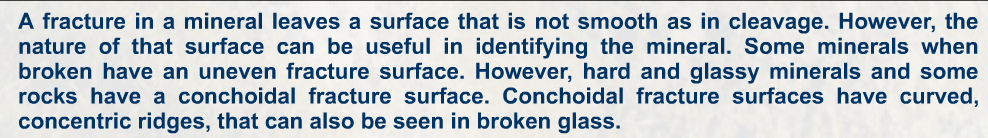 A fracture in a mineral leaves a surface that is not smooth as in cleavage. However, the
nature of that surface can be useful in identifying the mineral. Some minerals when
broken have an uneven fracture surface. However, hard and glassy minerals and some
rocks have a conchoidal fracture surface. Conchoidal fracture surfaces have curved,
concentric ridges, that can also be seen in broken glass.